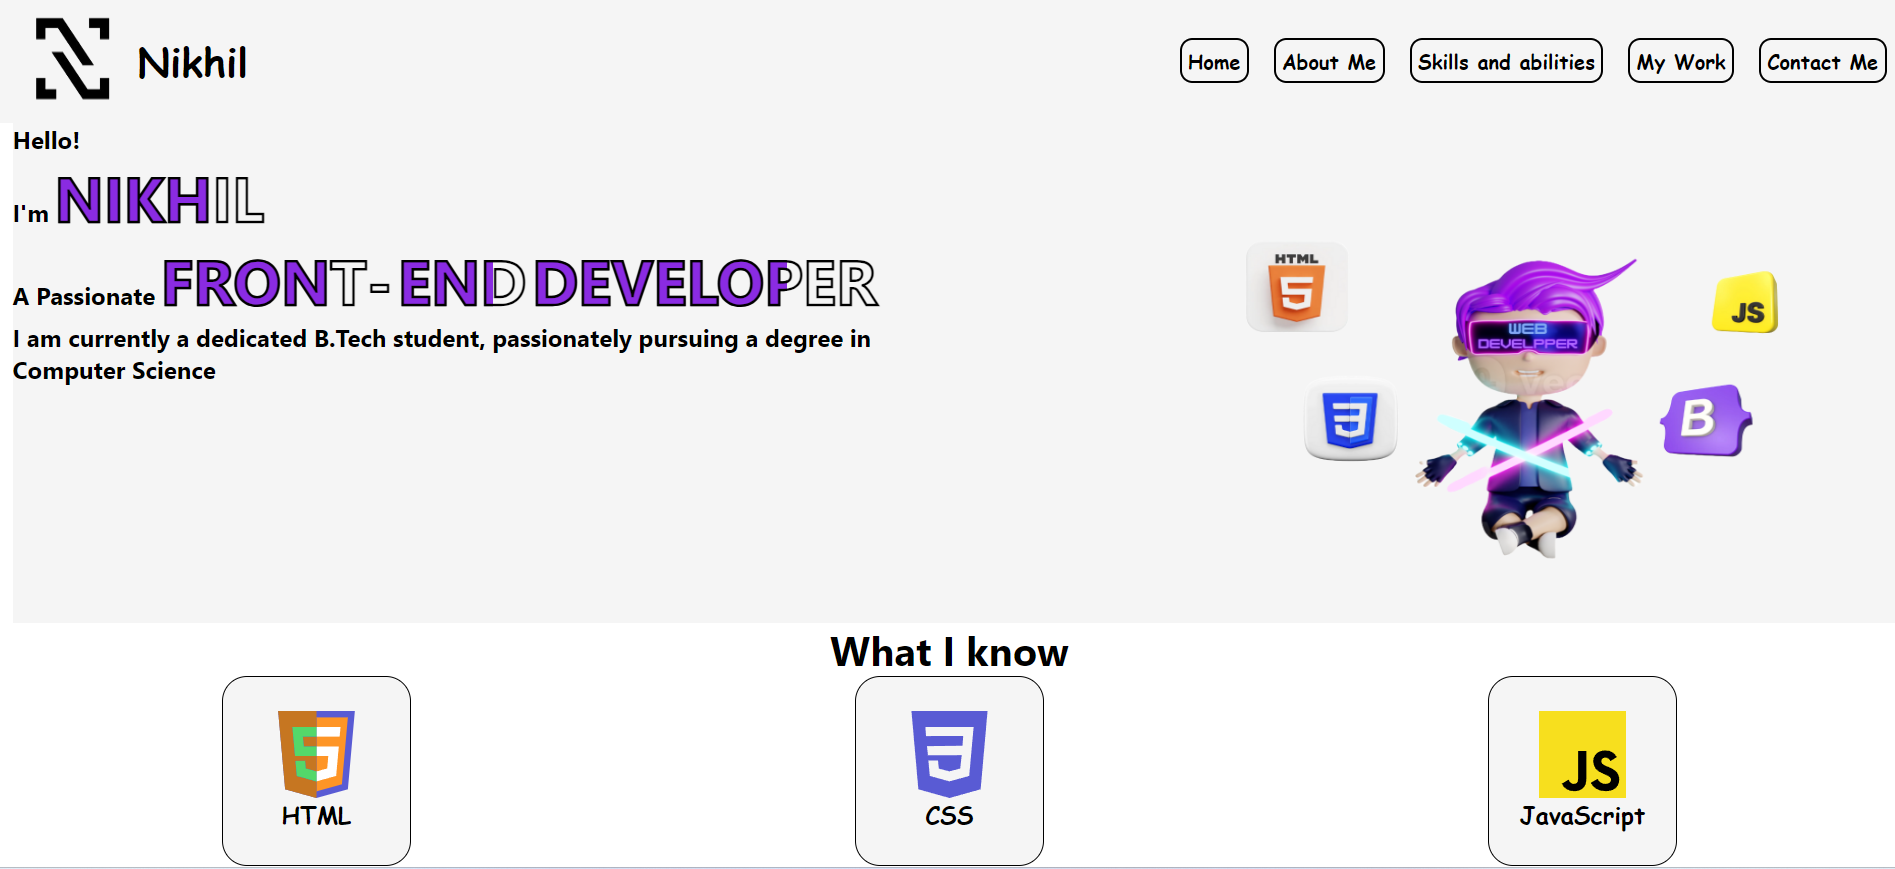 Nikhil
Home
About Me
Skills and abilities
My Work
Contact Me
Hello!
I'm NIKHIL
A Passionate FRONT-END DEVELOPER
I am currently a dedicated B.Tech student, passionately pursuing a degree in
Computer Science
HTML
5
JS
WEB
DEVELPPER
3
B
What I know
5
HTML
3
CSS
JS
JavaScript